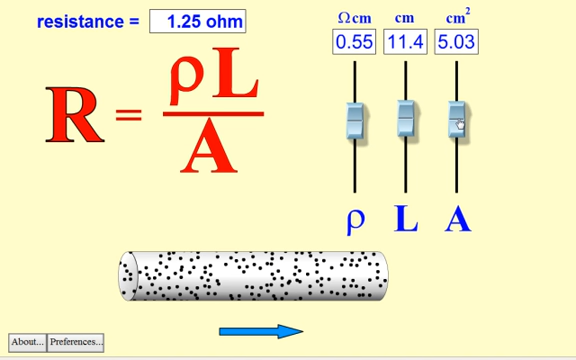 resistance = 1.25 ohm
Ωcm cm cm²
0.55 11.4 5.03
R = ρL
A
ρ L A
About... Preferences...